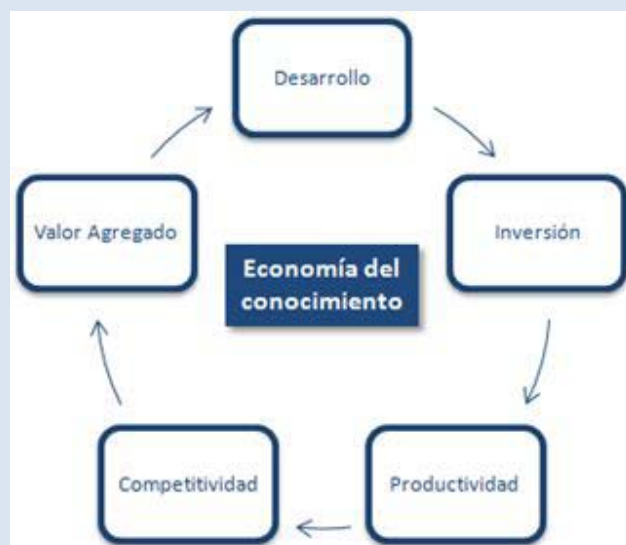 Desarrollo
Valor Agregado
Inversión
Economía del
conocimiento
Competitividad
Productividad